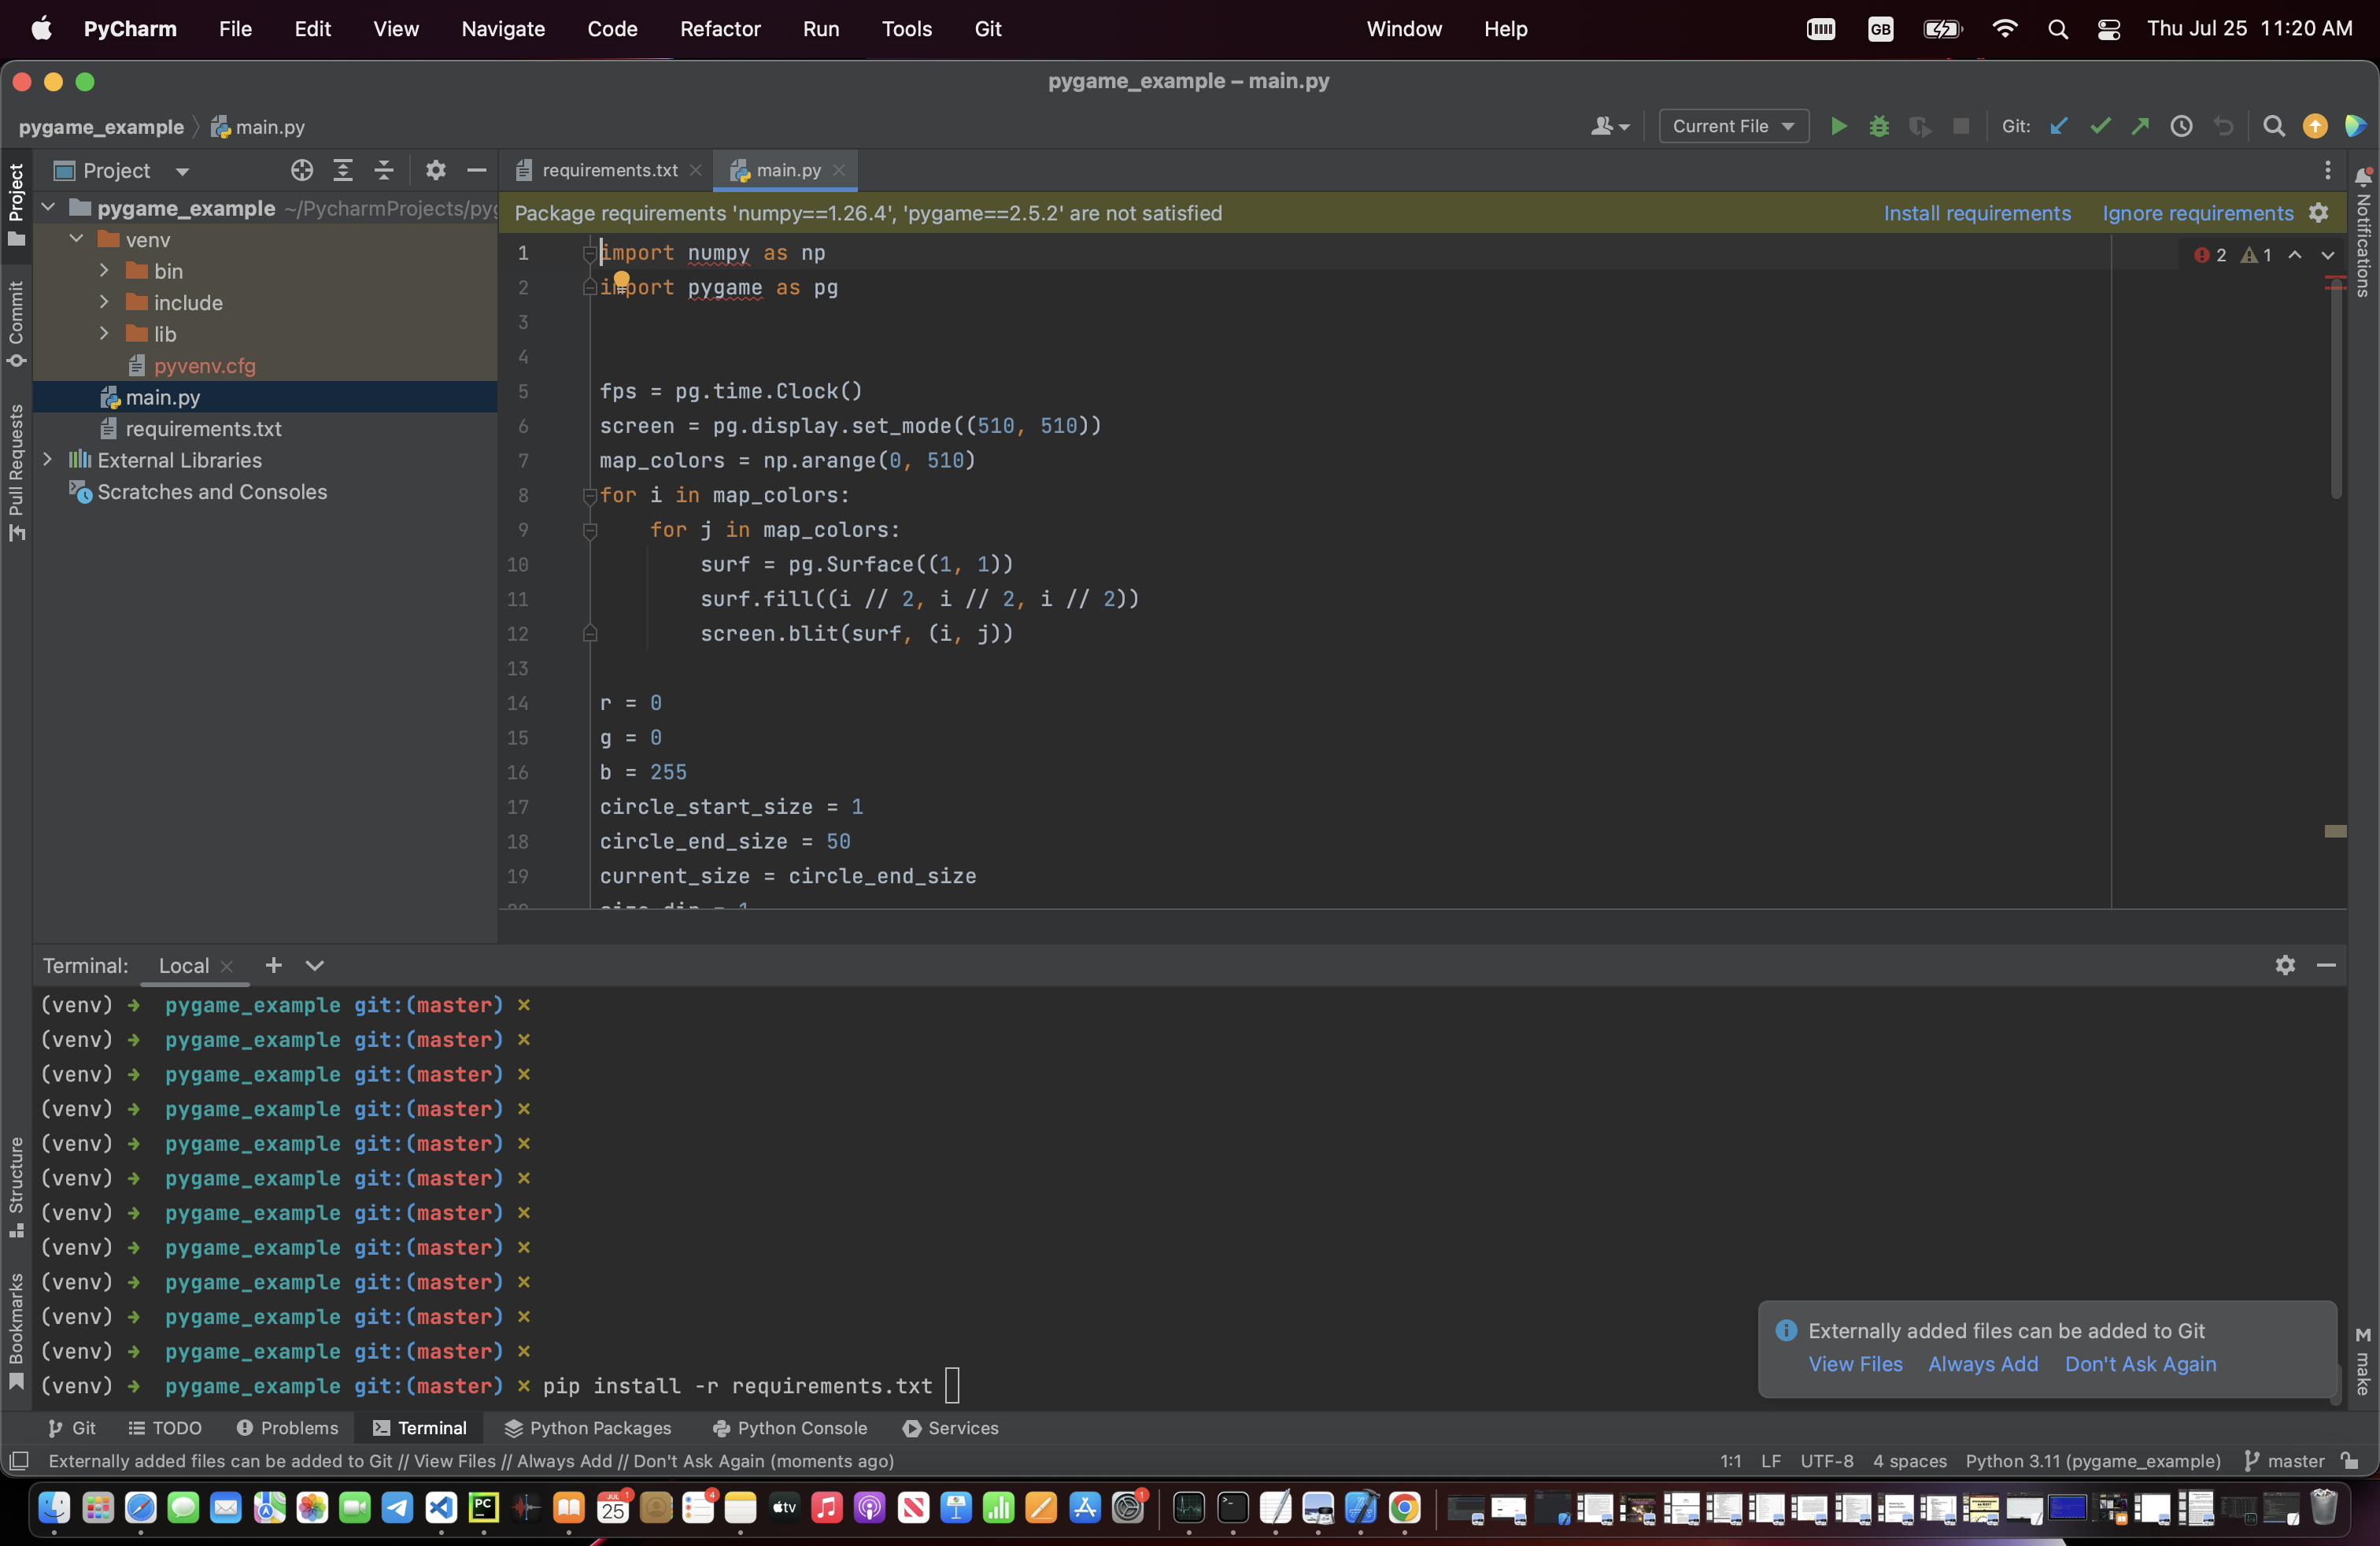 PyCharm File Edit View Navigate Code Refactor Run Tools Git Window Help GB Thu Jul 25 11:20 AM
pygame_example – main.py
pygame_example main.py Current File Git:
Project requirements.txt main.py
pygame_example ~/PycharmProjects/pyg
Package requirements 'numpy==1.26.4', 'pygame==2.5.2' are not satisfied Install requirements Ignore requirements
venv
bin
include
lib
pyvenv.cfg
main.py
requirements.txt
External Libraries
Scratches and Consoles
Project
Commit
Pull Requests
Structure
Bookmarks
2 1
1 import numpy as np
2 import pygame as pg
3
4
5 fps = pg.time.Clock()
6 screen = pg.display.set_mode((510, 510))
7 map_colors = np.arange(0, 510)
8 for i in map_colors:
9 for j in map_colors:
10 surf = pg.Surface((1, 1))
11 surf.fill((i // 2, i // 2, i // 2))
12 screen.blit(surf, (i, j))
13
14 r = 0
15 g = 0
16 b = 255
17 circle_start_size = 1
18 circle_end_size = 50
19 current_size = circle_end_size
20 size_dir = 1
Notifications
make
Terminal: Local
(venv) ➜ pygame_example git:(master) ✗
(venv) ➜ pygame_example git:(master) ✗
(venv) ➜ pygame_example git:(master) ✗
(venv) ➜ pygame_example git:(master) ✗
(venv) ➜ pygame_example git:(master) ✗
(venv) ➜ pygame_example git:(master) ✗
(venv) ➜ pygame_example git:(master) ✗
(venv) ➜ pygame_example git:(master) ✗
(venv) ➜ pygame_example git:(master) ✗
(venv) ➜ pygame_example git:(master) ✗
(venv) ➜ pygame_example git:(master) ✗
(venv) ➜ pygame_example git:(master) ✗ pip install -r requirements.txt
Externally added files can be added to Git
View Files Always Add Don't Ask Again
Git TODO Problems Terminal Python Packages Python Console Services
Externally added files can be added to Git // View Files // Always Add // Don't Ask Again (moments ago) 1:1 LF UTF-8 4 spaces Python 3.11 (pygame_example) master
PC JUL 25 1 4 tv 1